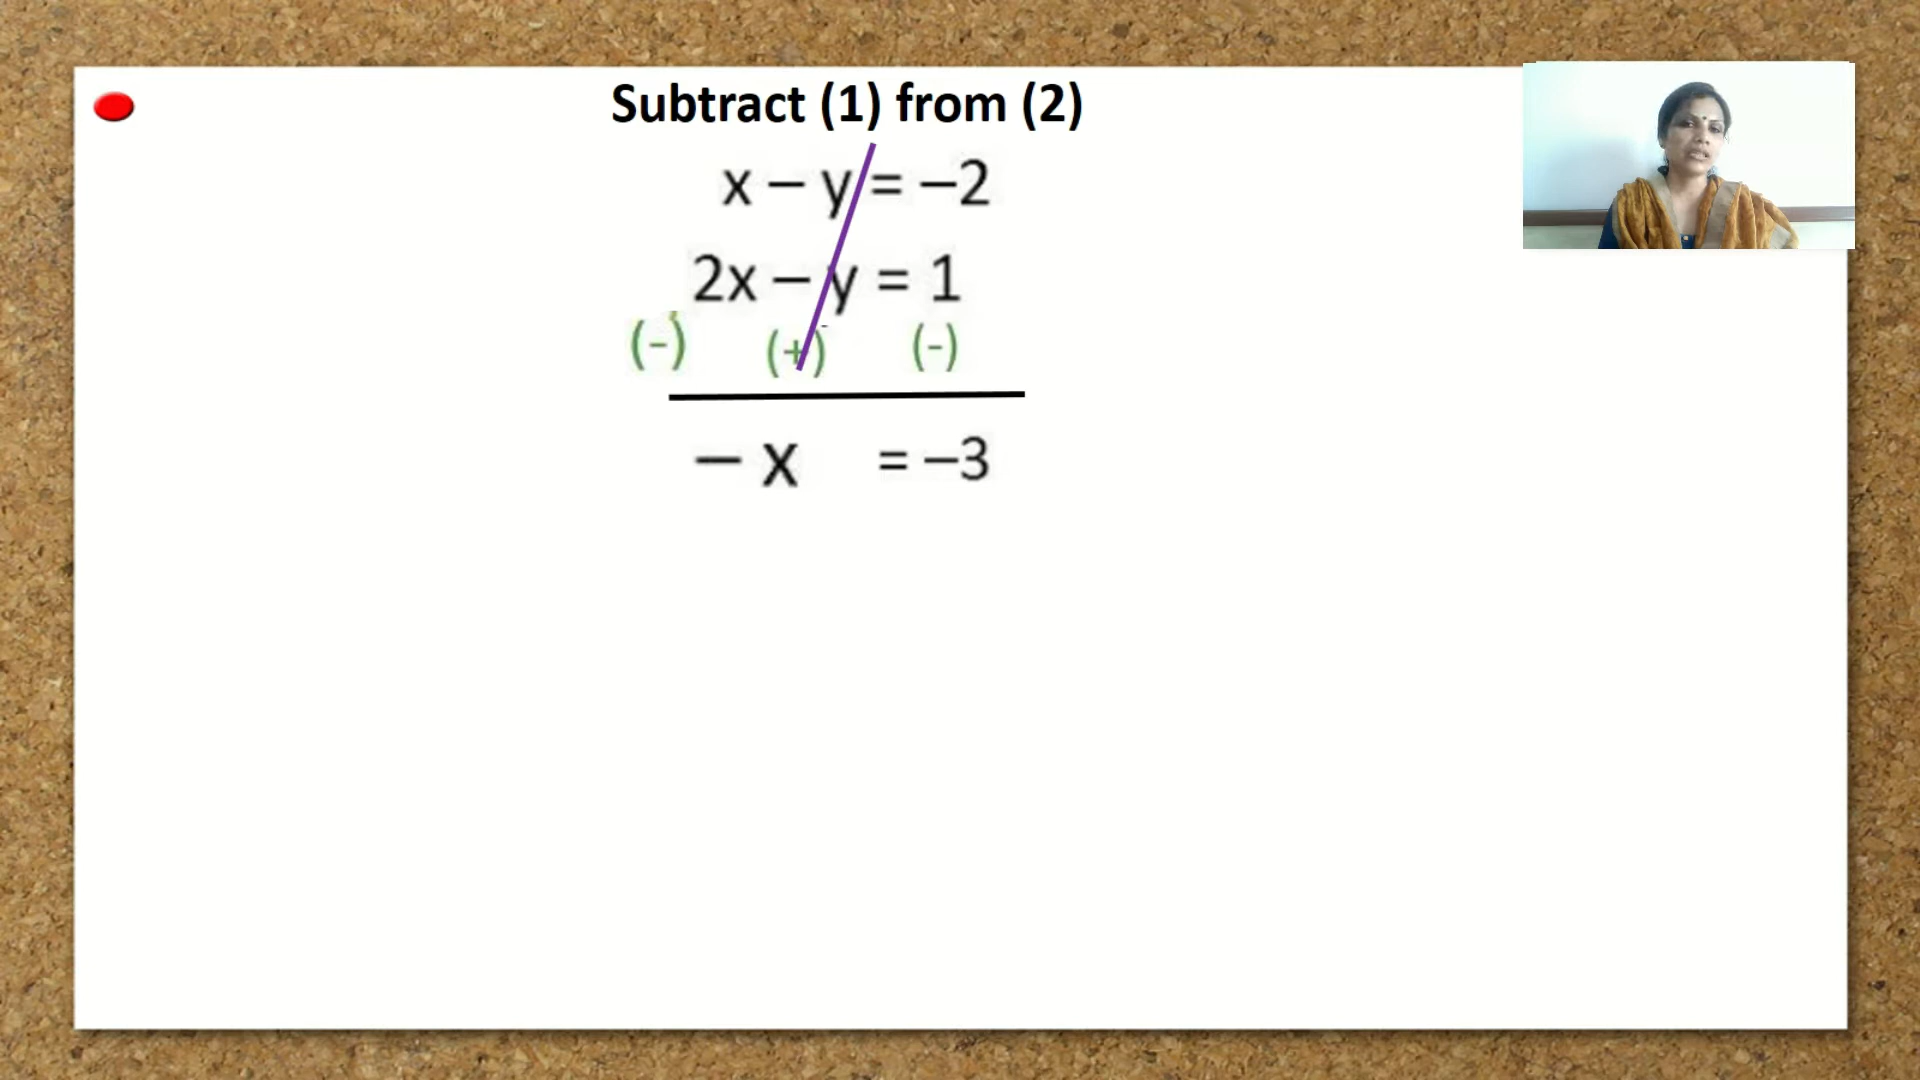 Subtract (1) from (2)
x – y = –2
2x – y = 1
(-) (+) (-)
– x = –3